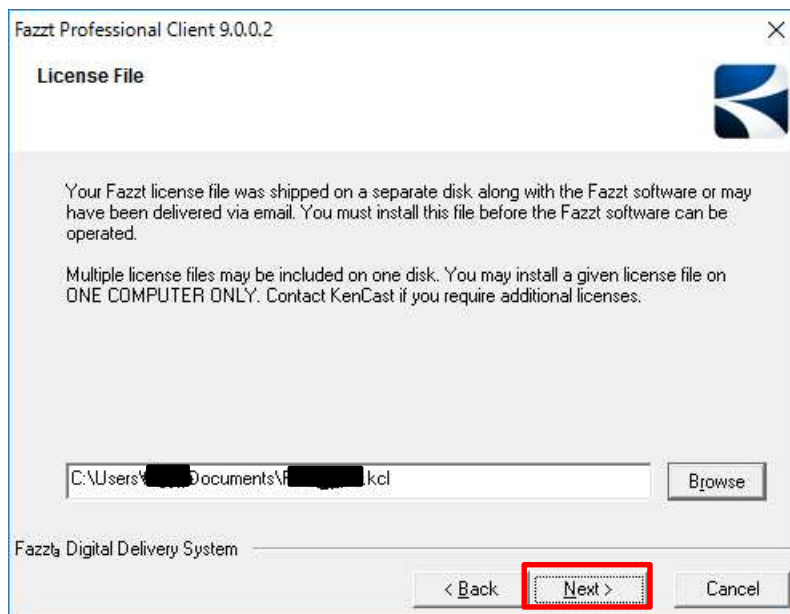 Fazzt Professional Client 9.0.0.2
License File
Your Fazzt license file was shipped on a separate disk along with the Fazzt software or may
have been delivered via email. You must install this file before the Fazzt software can be
operated.
Multiple license files may be included on one disk. You may install a given license file on
ONE COMPUTER ONLY. Contact KenCast if you require additional licenses.
C:\Users\ Documents\ .kcl
Browse
Fazzt Digital Delivery System
< Back
Next >
Cancel